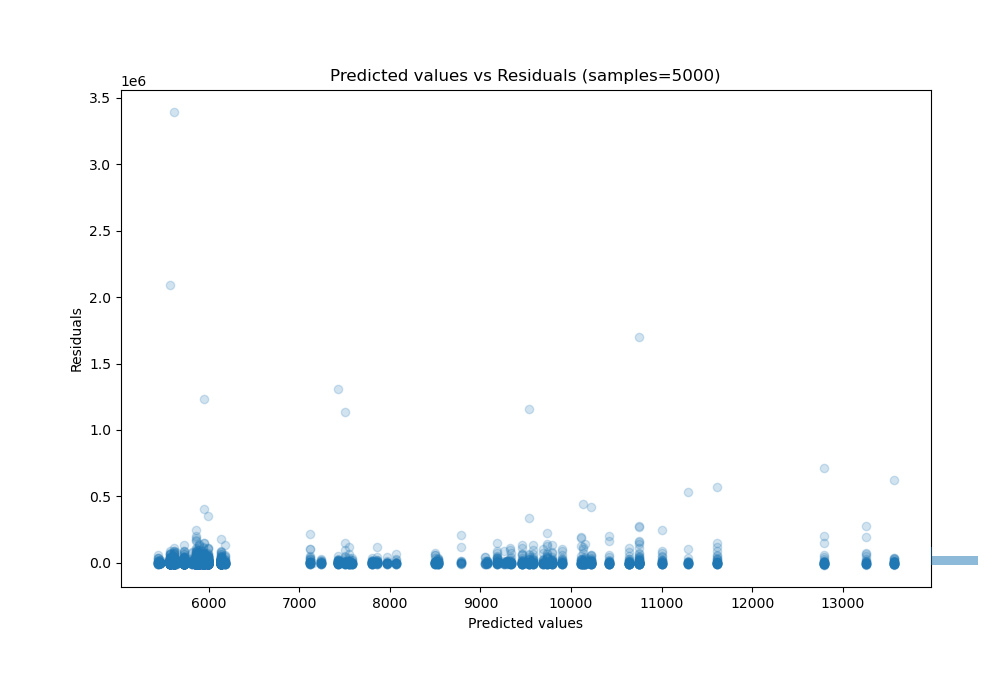 Predicted values vs Residuals (samples=5000)
1e6
3.5
3.0
2.5
2.0
1.5
1.0
0.5
0.0
Residuals
6000 7000 8000 9000 10000 11000 12000 13000
Predicted values